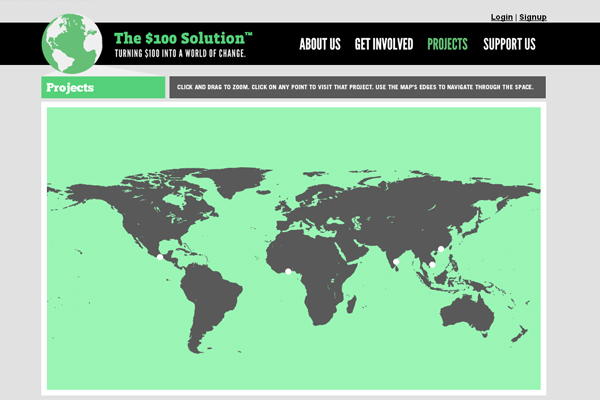 Login | Signup
The $100 Solution™
TURNING $100 INTO A WORLD OF CHANGE.
ABOUT US GET INVOLVED PROJECTS SUPPORT US
Projects
CLICK AND DRAG TO ZOOM. CLICK ON ANY POINT TO VISIT THAT PROJECT. USE THE MAP'S EDGES TO NAVIGATE THROUGH THE SPACE.